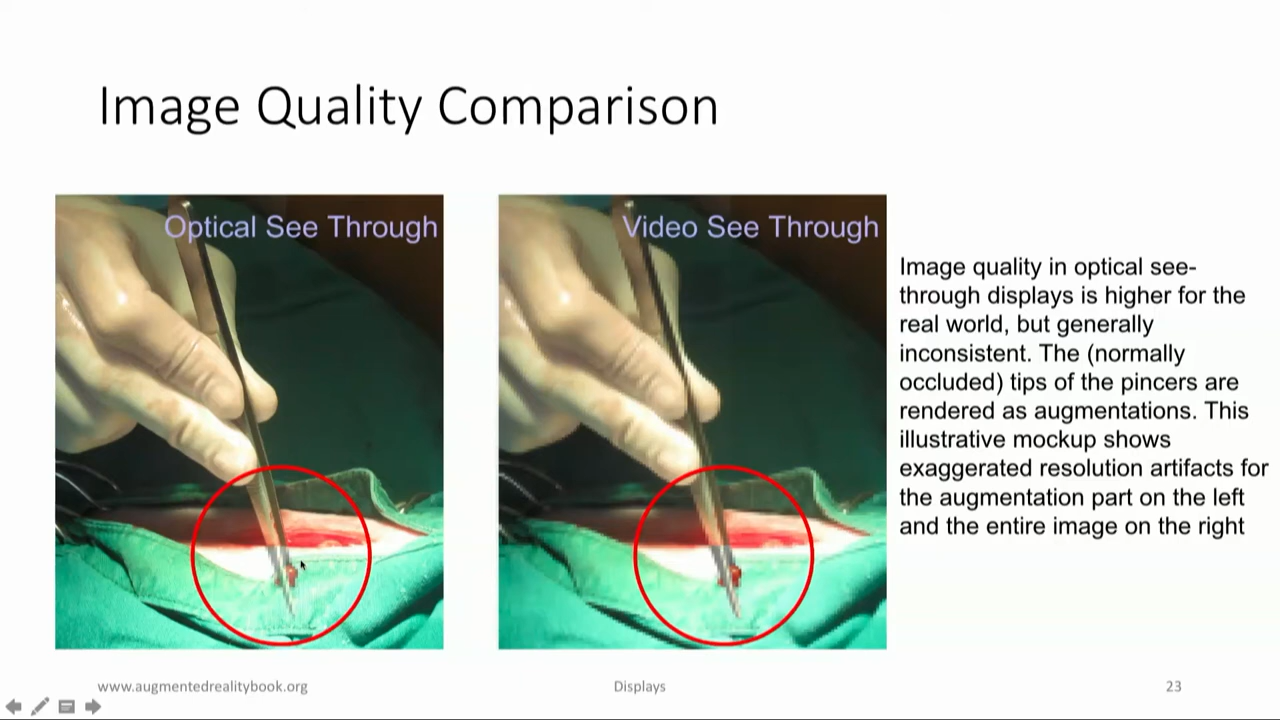 Image Quality Comparison
Optical See Through
Video See Through
Image quality in optical see-
through displays is higher for the
real world, but generally
inconsistent. The (normally
occluded) tips of the pincers are
rendered as augmentations. This
illustrative mockup shows
exaggerated resolution artifacts for
the augmentation part on the left
and the entire image on the right
www.augmentedrealitybook.org
Displays
23